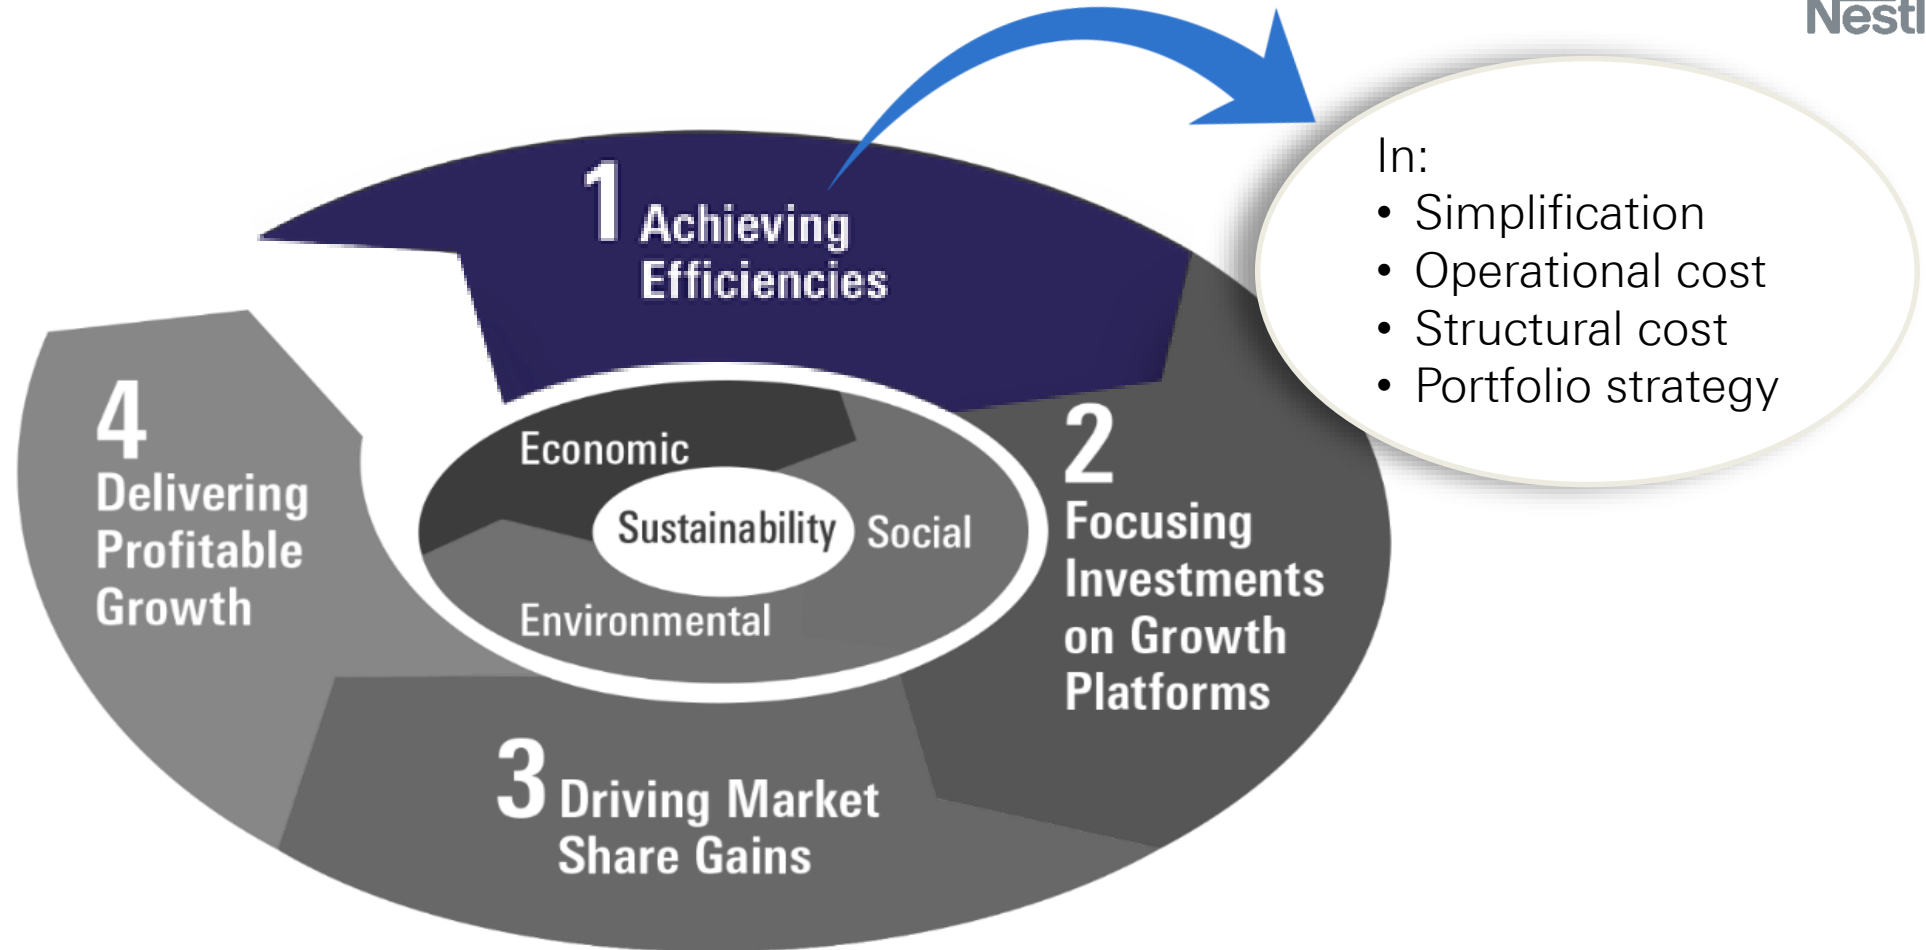 Nestl
1 Achieving
Efficiencies
In:
• Simplification
• Operational cost
• Structural cost
• Portfolio strategy
2
Focusing
Investments
on Growth
Platforms
3 Driving Market
Share Gains
4
Delivering
Profitable
Growth
Economic
Sustainability
Social
Environmental